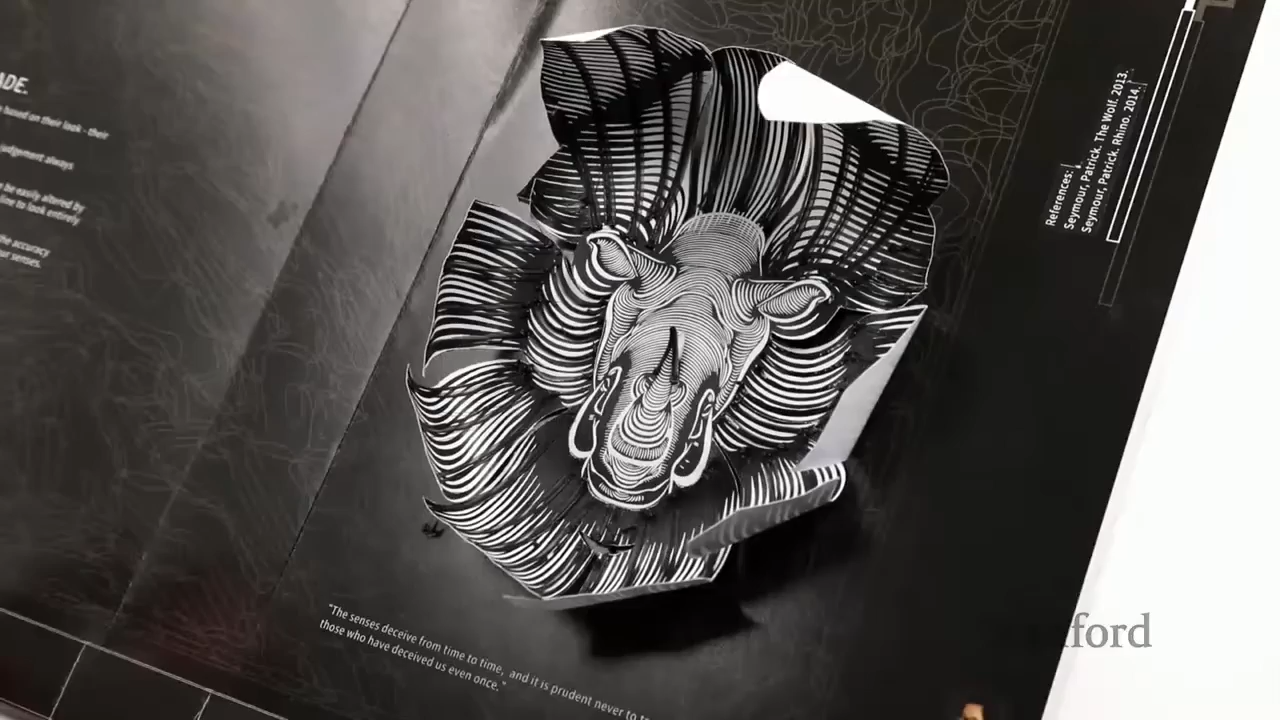 ADE.
based on their look - their
judgement always
be easily altered by
line to look entirely
the accuracy
our senses.
References:
Seymour, Patrick. The Wolf. 2013.
Seymour, Patrick. Rhino. 2014.
"The senses deceive from time to time, and it is prudent never to
those who have deceived us even once."
ford